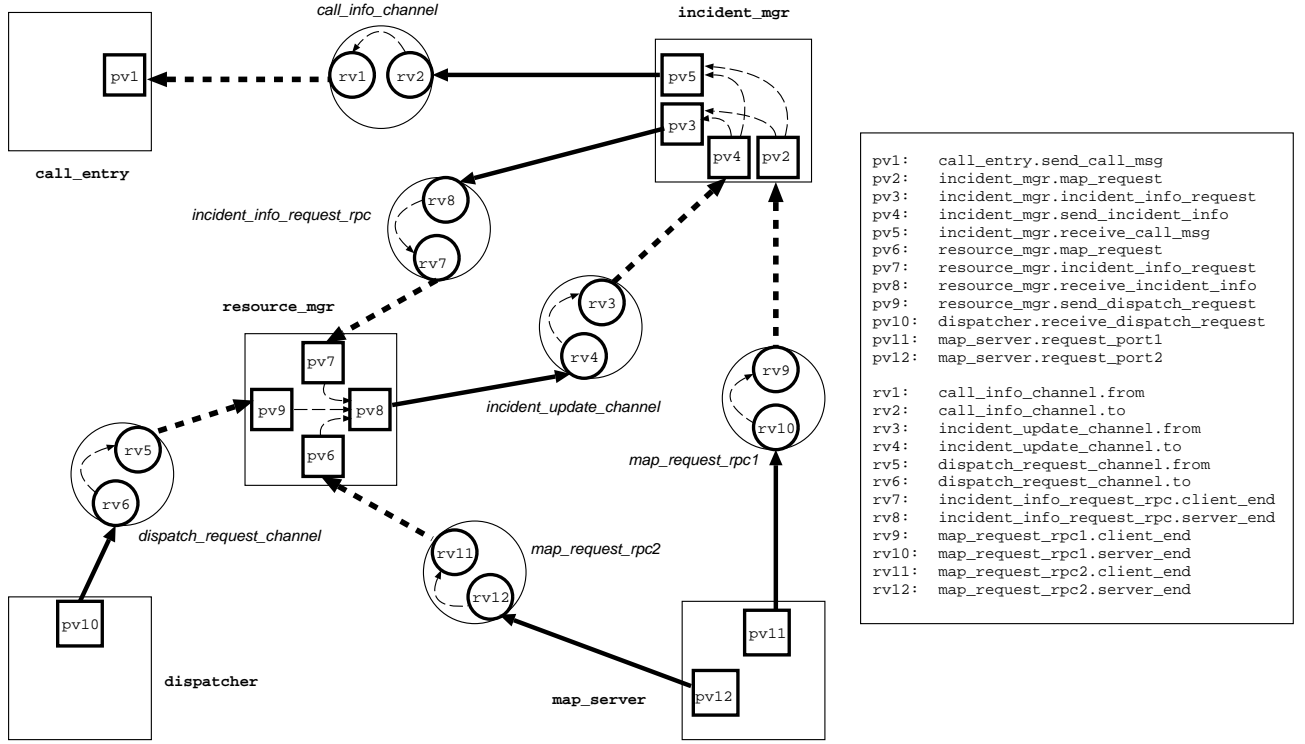 call_info_channel
incident_mgr
pv1
rv1
rv2
pv5
pv3
pv4
pv2
call_entry
incident_info_request_rpc
rv8
rv7
resource_mgr
pv7
pv9
pv8
pv6
rv3
rv4
incident_update_channel
rv9
rv10
map_request_rpc1
rv5
rv6
dispatch_request_channel
rv11
rv12
map_request_rpc2
pv10
dispatcher
pv11
pv12
map_server
pv1: call_entry.send_call_msg
pv2: incident_mgr.map_request
pv3: incident_mgr.incident_info_request
pv4: incident_mgr.send_incident_info
pv5: incident_mgr.receive_call_msg
pv6: resource_mgr.map_request
pv7: resource_mgr.incident_info_request
pv8: resource_mgr.receive_incident_info
pv9: resource_mgr.send_dispatch_request
pv10: dispatcher.receive_dispatch_request
pv11: map_server.request_port1
pv12: map_server.request_port2
rv1: call_info_channel.from
rv2: call_info_channel.to
rv3: incident_update_channel.from
rv4: incident_update_channel.to
rv5: dispatch_request_channel.from
rv6: dispatch_request_channel.to
rv7: incident_info_request_rpc.client_end
rv8: incident_info_request_rpc.server_end
rv9: map_request_rpc1.client_end
rv10: map_request_rpc1.server_end
rv11: map_request_rpc2.client_end
rv12: map_request_rpc2.server_end